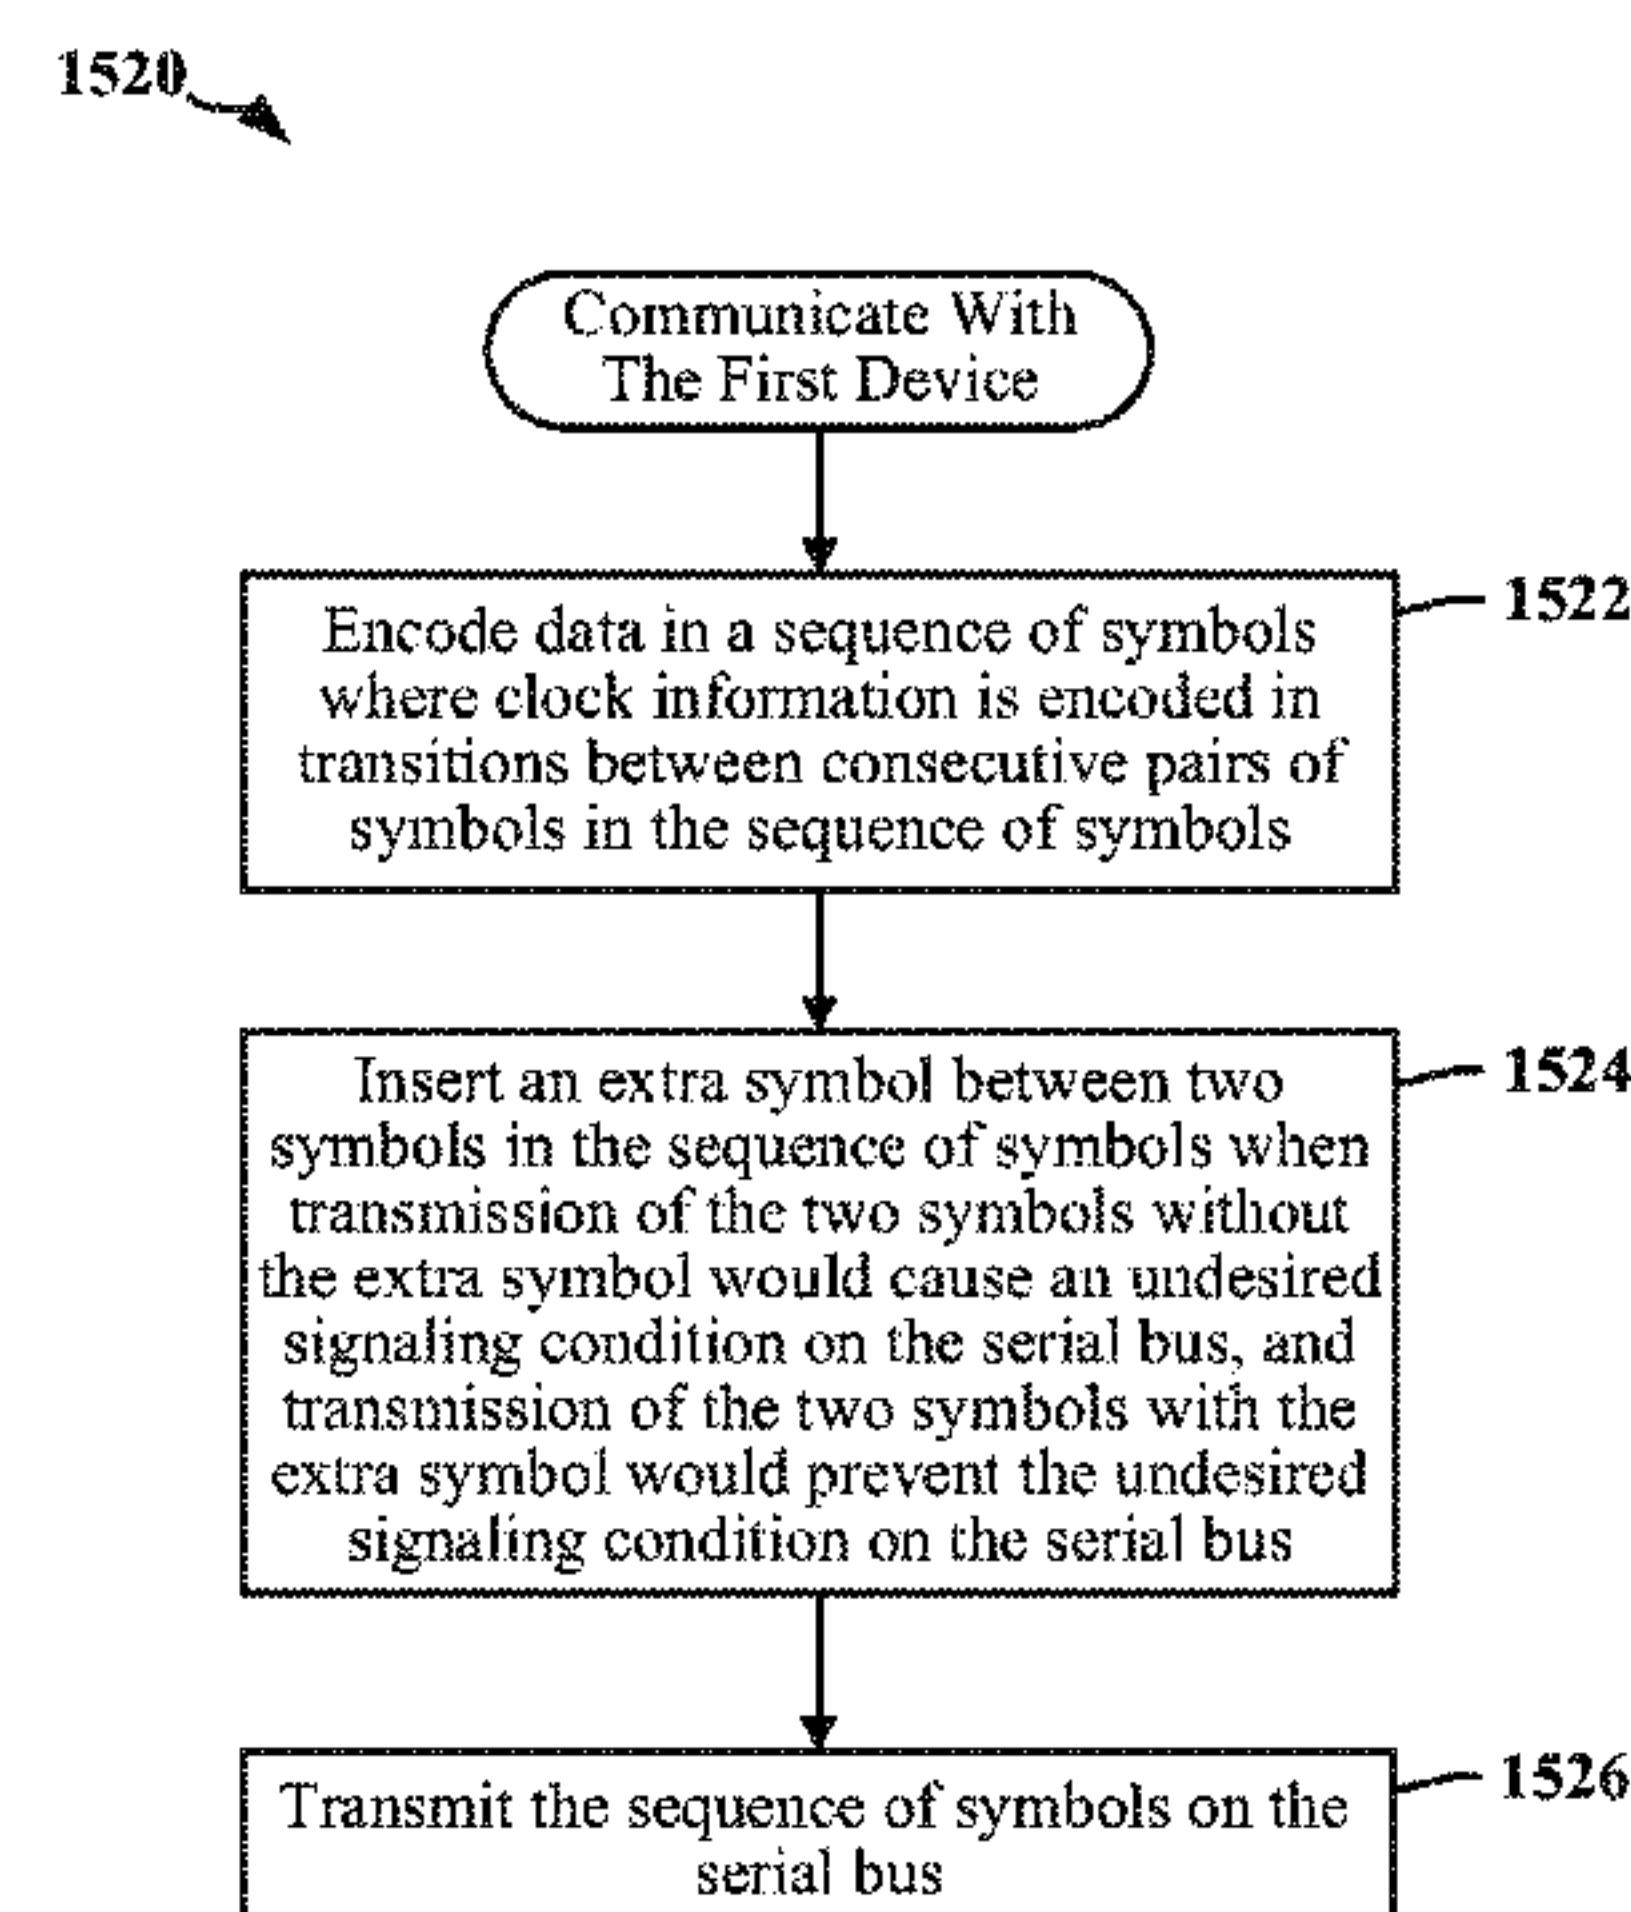 1520
Communicate With
The First Device
1522
Encode data in a sequence of symbols
where clock information is encoded in
transitions between consecutive pairs of
symbols in the sequence of symbols
1524
Insert an extra symbol between two
symbols in the sequence of symbols when
transmission of the two symbols without
the extra symbol would cause an undesired
signaling condition on the serial bus, and
transmission of the two symbols with the
extra symbol would prevent the undesired
signaling condition on the serial bus
1526
Transmit the sequence of symbols on the
serial bus